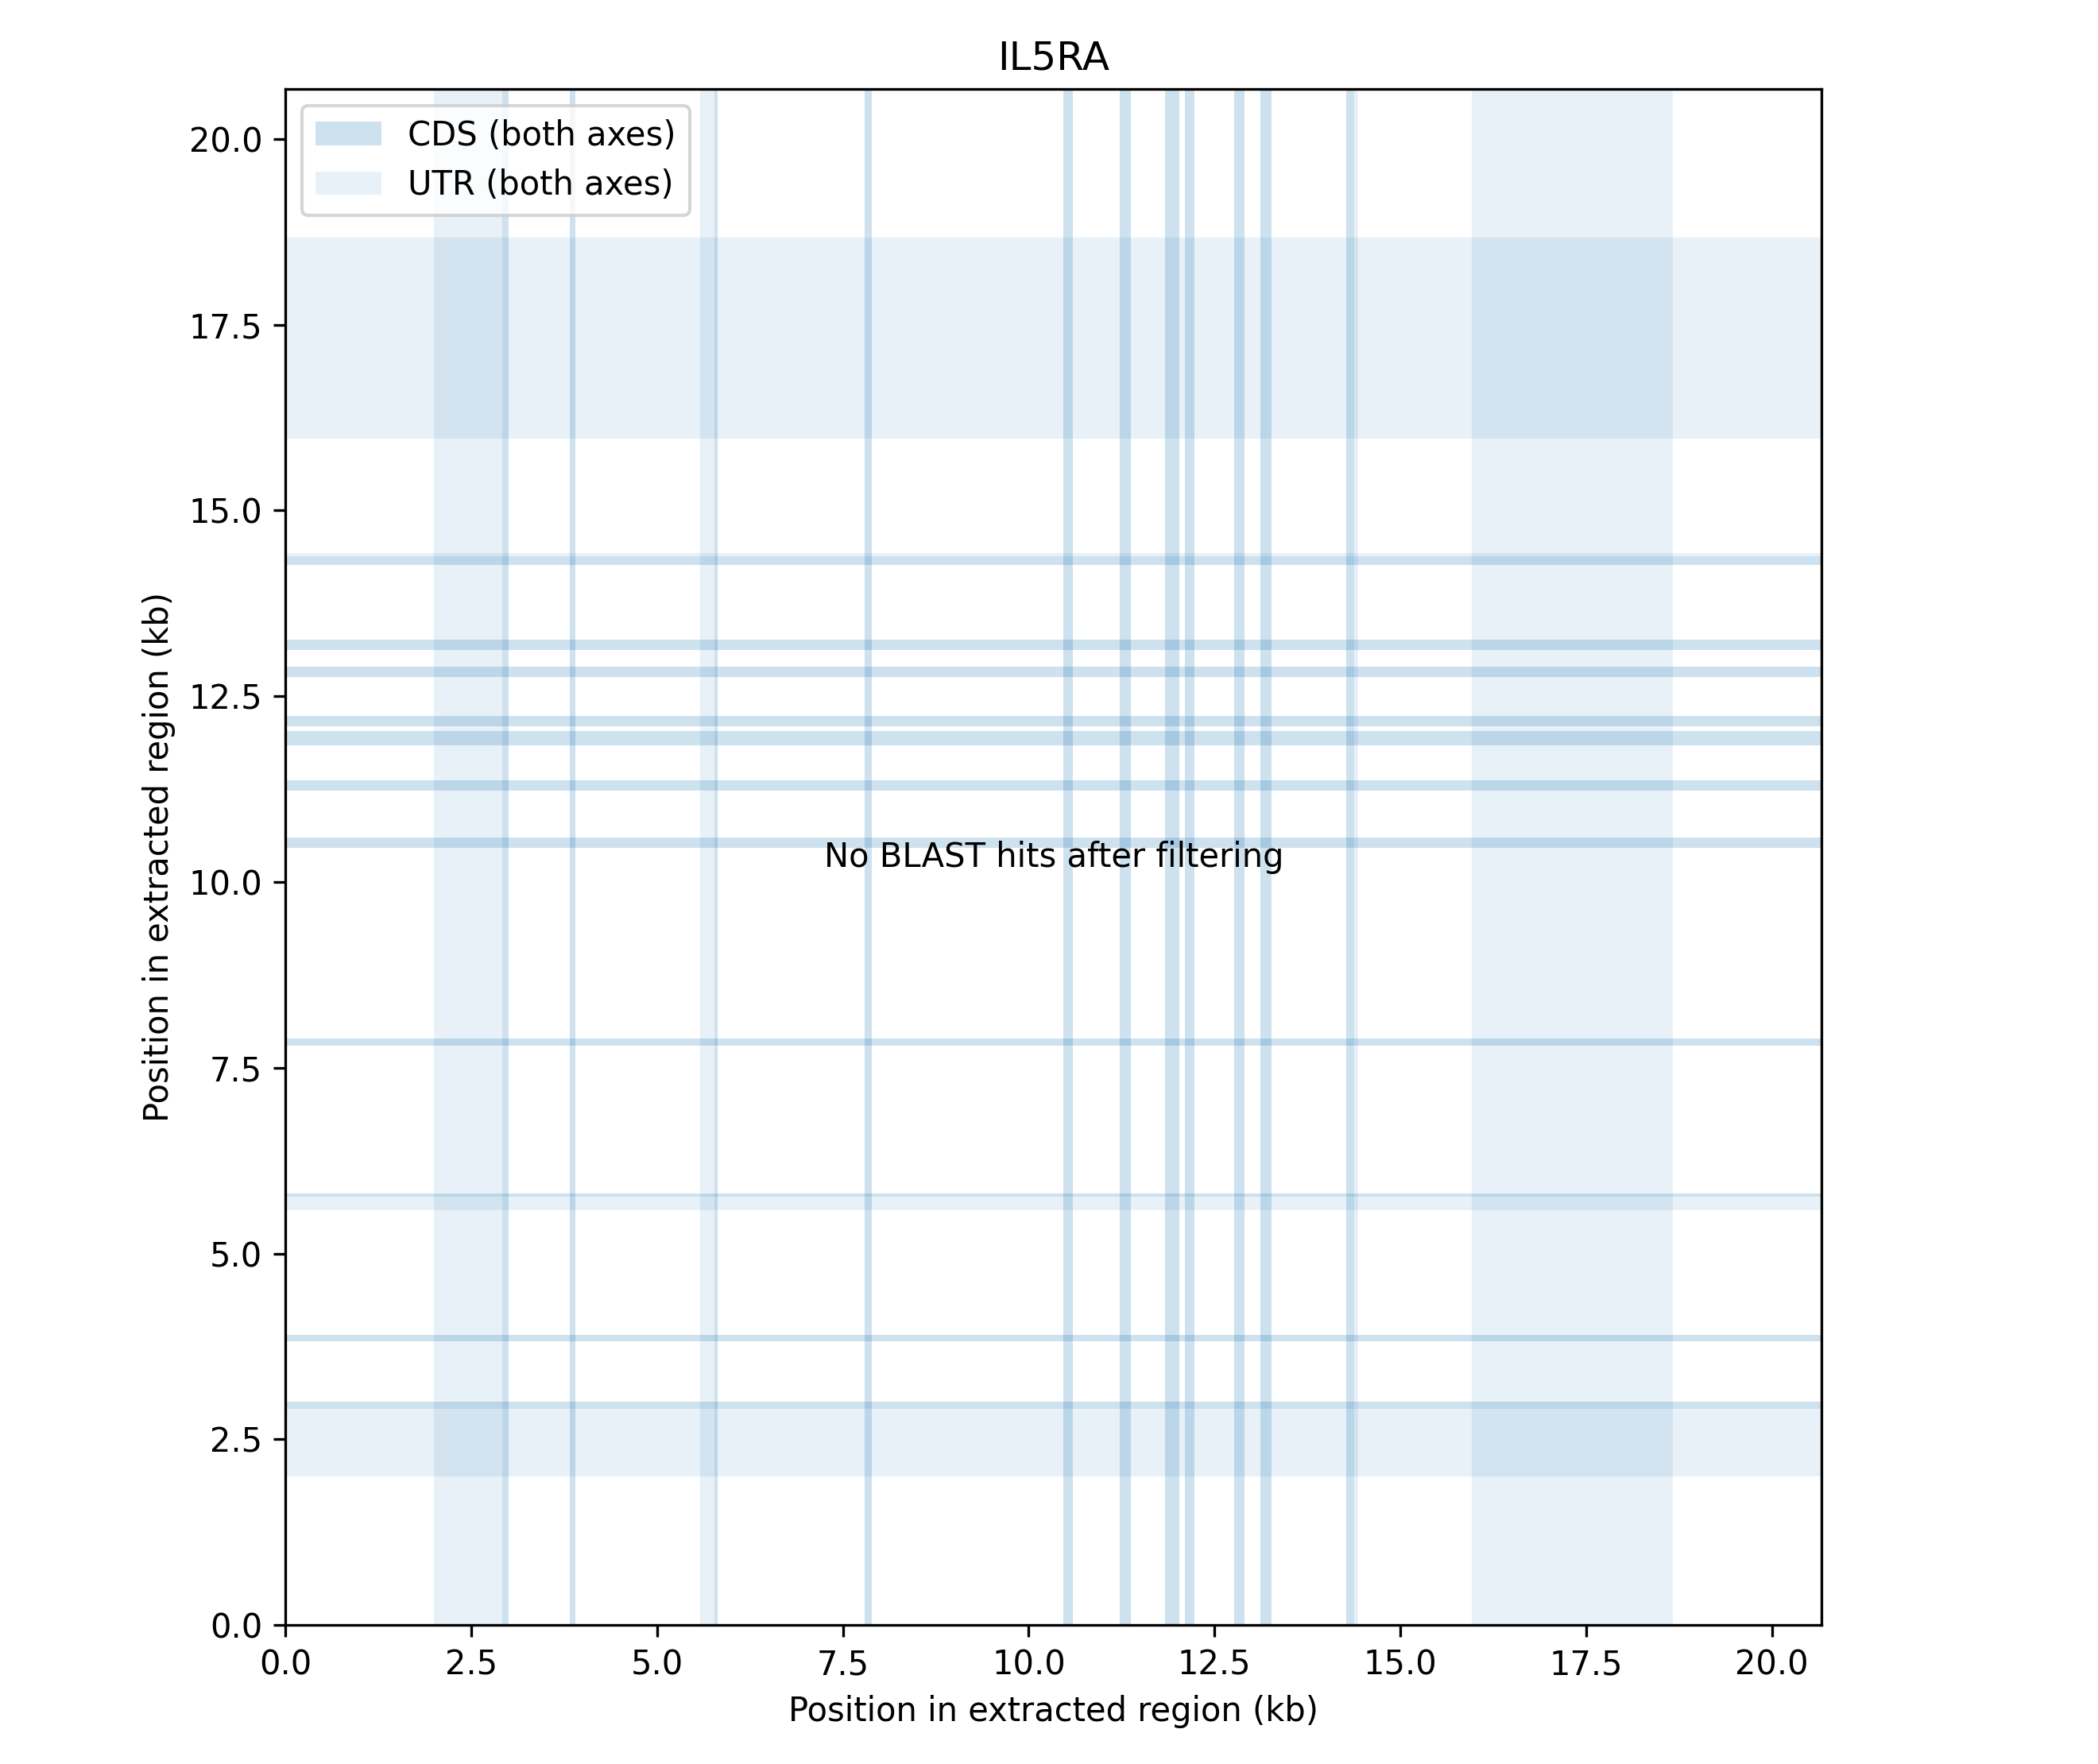 IL5RA
CDS (both axes)
UTR (both axes)
20.0
17.5
15.0
12.5
10.0
7.5
5.0
2.5
0.0
Position in extracted region (kb)
No BLAST hits after filtering
0.0 2.5 5.0 7.5 10.0 12.5 15.0 17.5 20.0
Position in extracted region (kb)